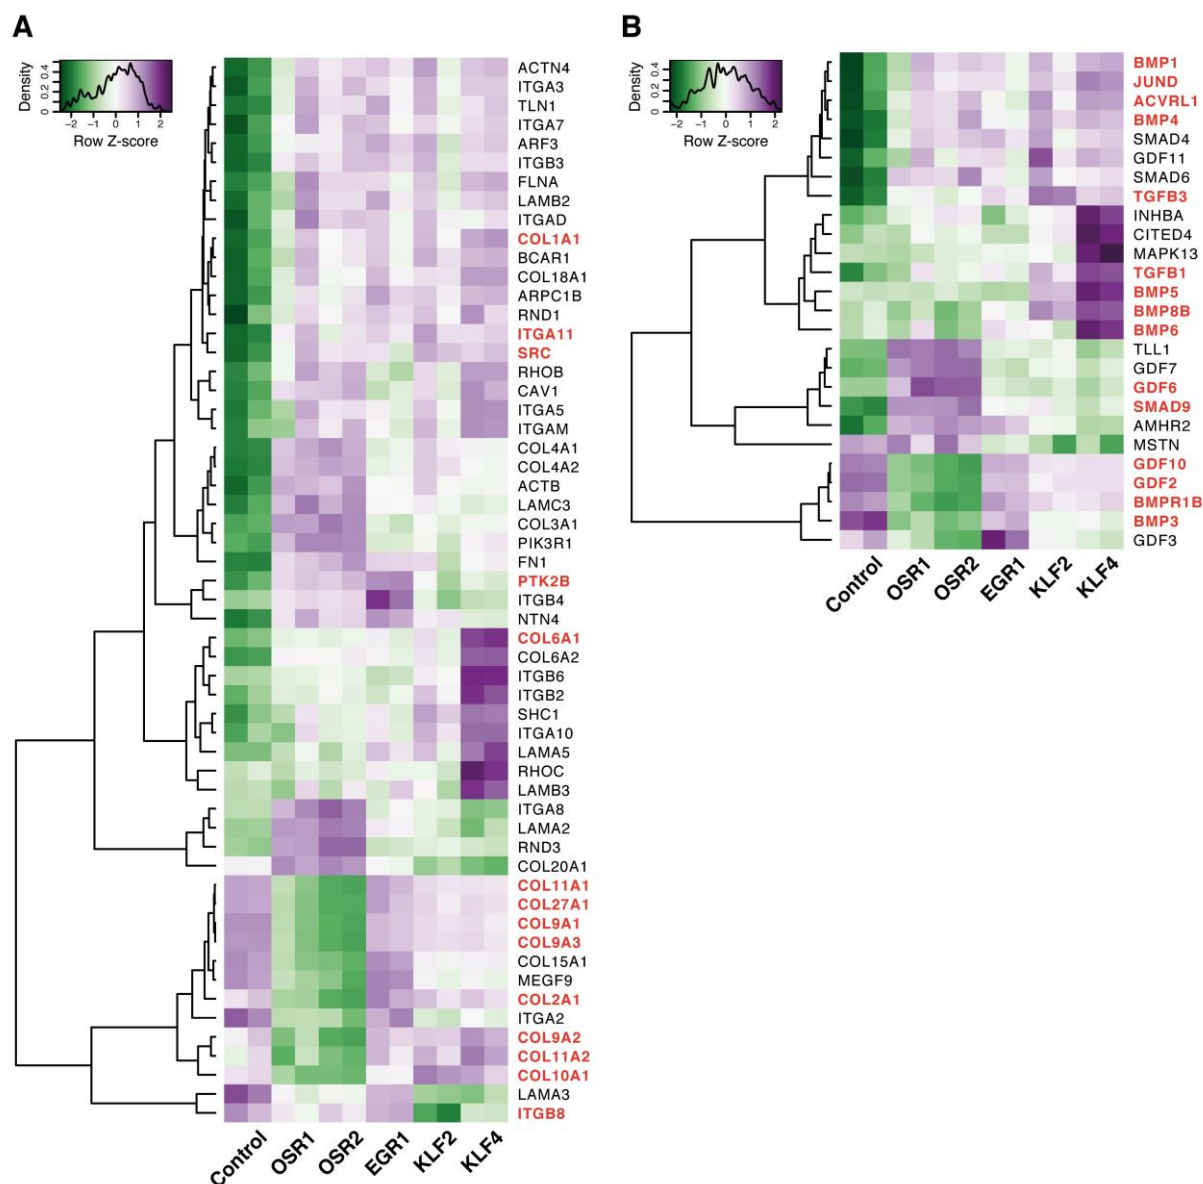 A
Density
0 0.2 0.4
−2 −1 0 1 2
Row Z-score
ACTN4
ITGA3
TLN1
ITGA7
ARF3
ITGB3
FLNA
LAMB2
ITGAD
COL1A1
BCAR1
COL18A1
ARPC1B
RND1
ITGA11
SRC
RHOB
CAV1
ITGA5
ITGAM
COL4A1
COL4A2
ACTB
LAMC3
COL3A1
PIK3R1
FN1
PTK2B
ITGB4
NTN4
COL6A1
COL6A2
ITGB6
ITGB2
SHC1
ITGA10
LAMA5
RHOC
LAMB3
ITGA8
LAMA2
RND3
COL20A1
COL11A1
COL27A1
COL9A1
COL9A3
COL15A1
MEGF9
COL2A1
ITGA2
COL9A2
COL11A2
COL10A1
LAMA3
ITGB8
Control OSR1 OSR2 EGR1 KLF2 KLF4
B
Density
0 0.2 0.4
−2 −1 0 1 2
Row Z-score
BMP1
JUND
ACVRL1
BMP4
SMAD4
GDF11
SMAD6
TGFB3
INHBA
CITED4
MAPK13
TGFB1
BMP5
BMP8B
BMP6
TLL1
GDF7
GDF6
SMAD9
AMHR2
MSTN
GDF10
GDF2
BMPR1B
BMP3
GDF3
Control OSR1 OSR2 EGR1 KLF2 KLF4